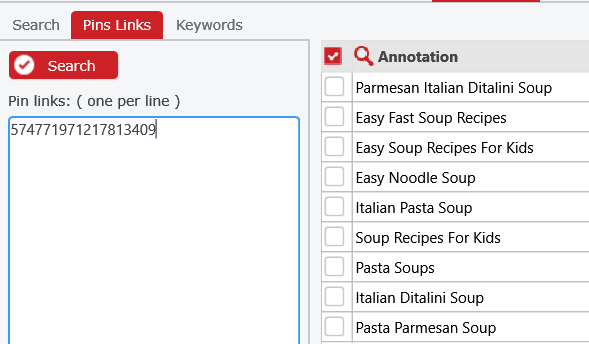 Search Pins Links Keywords
Search
Pin links: ( one per line )
574771971217813409
Annotation
Parmesan Italian Ditalini Soup
Easy Fast Soup Recipes
Easy Soup Recipes For Kids
Easy Noodle Soup
Italian Pasta Soup
Soup Recipes For Kids
Pasta Soups
Italian Ditalini Soup
Pasta Parmesan Soup